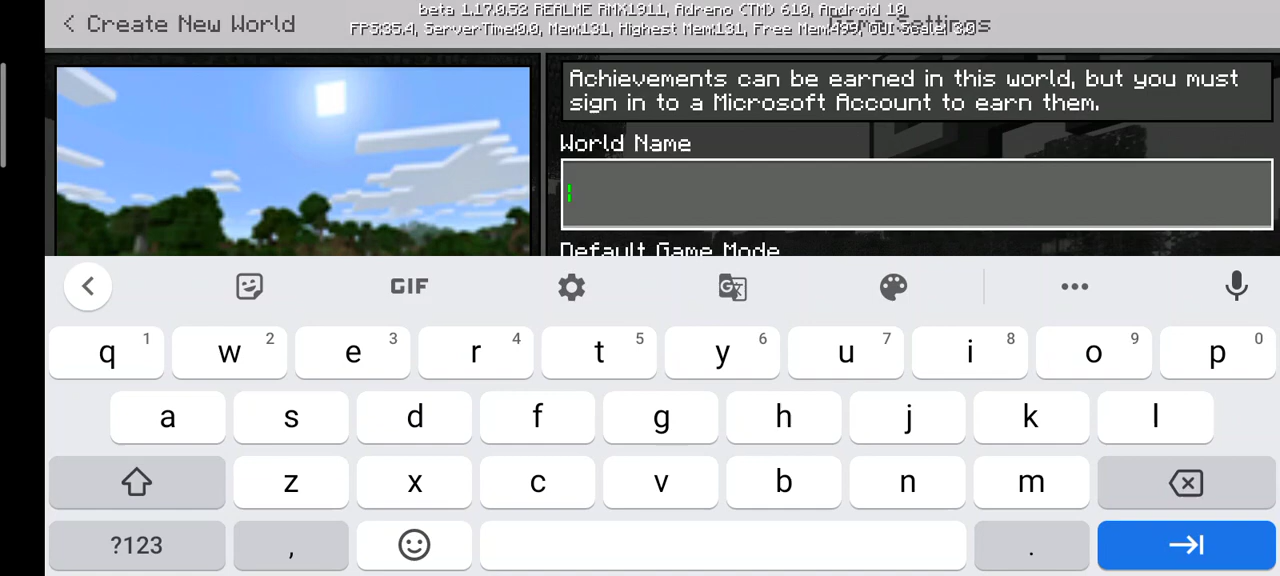 Create New World
beta 1.17.0.52 REALME RMX1911, Adreno (TM) 610, Android 10
Game Settings
FPS:35.4, ServerTime:0.0, Mem:131, Highest Mem:131, Free Mem:499, GUI Scale: 3.0
Achievements can be earned in this world, but you must
sign in to a Microsoft Account to earn them.
World Name
Default Game Mode
GIF
q 1 w 2 e 3 r 4 t 5 y 6 u 7 i 8 o 9 p 0
a s d f g h j k l
z x c v b n m
?123 , .